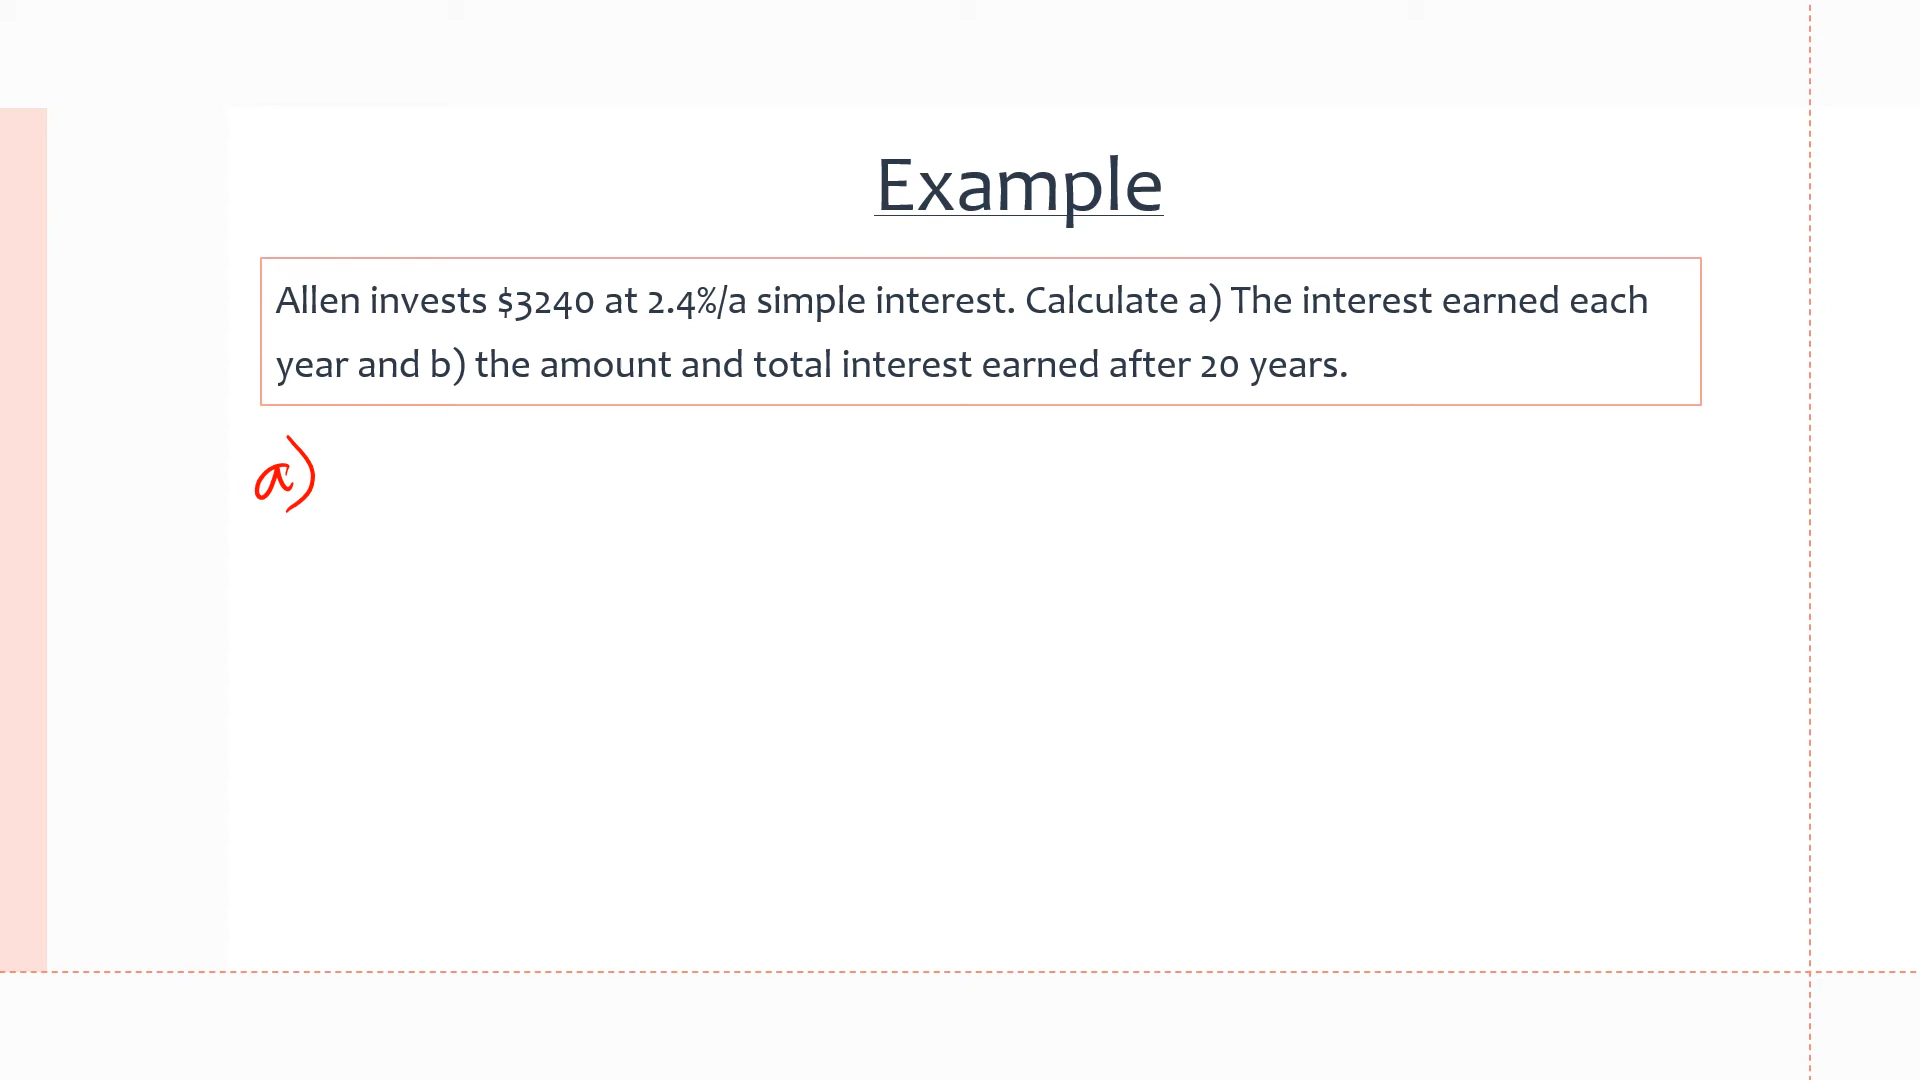 Example
Allen invests $3240 at 2.4%/a simple interest. Calculate a) The interest earned each
year and b) the amount and total interest earned after 20 years.
a)